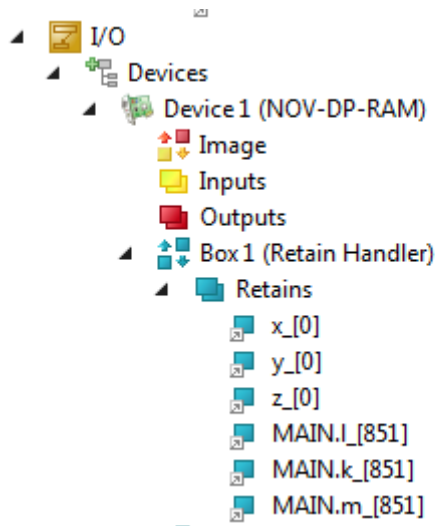 I/O
Devices
Device 1 (NOV-DP-RAM)
Image
Inputs
Outputs
Box 1 (Retain Handler)
Retains
x_[0]
y_[0]
z_[0]
MAIN.l_[851]
MAIN.k_[851]
MAIN.m_[851]